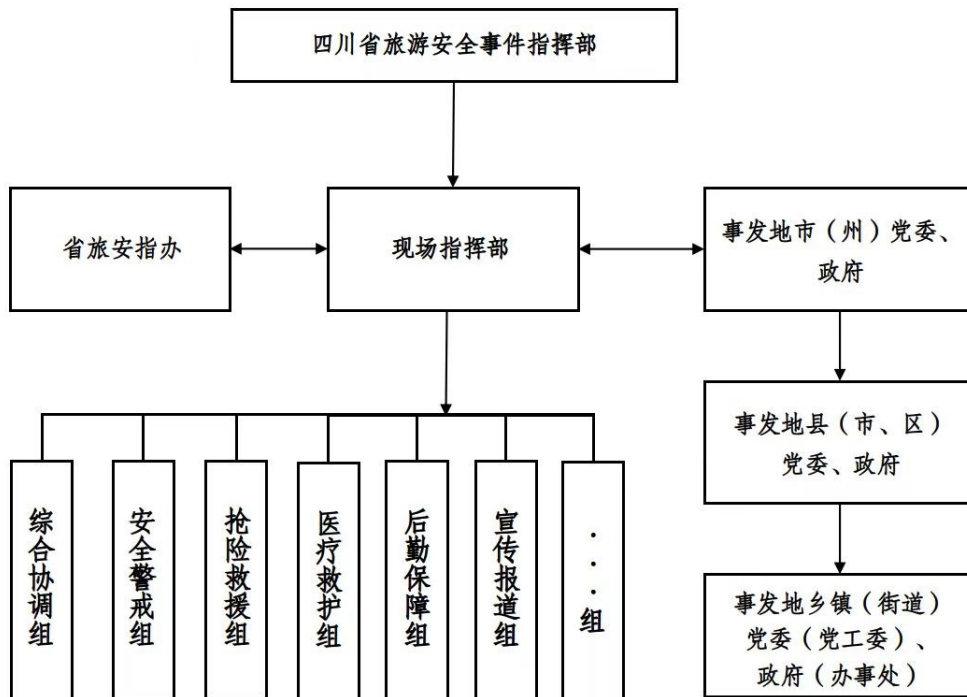 四川省旅游安全事件指挥部
省旅安指办
现场指挥部
事发地市（州）党委、
政府
事发地县（市、区）
党委、政府
综合协调组
安全警戒组
抢险救援组
医疗救护组
后勤保障组
宣传报道组
...组
事发地乡镇（街道）
党委（党工委）、
政府（办事处）